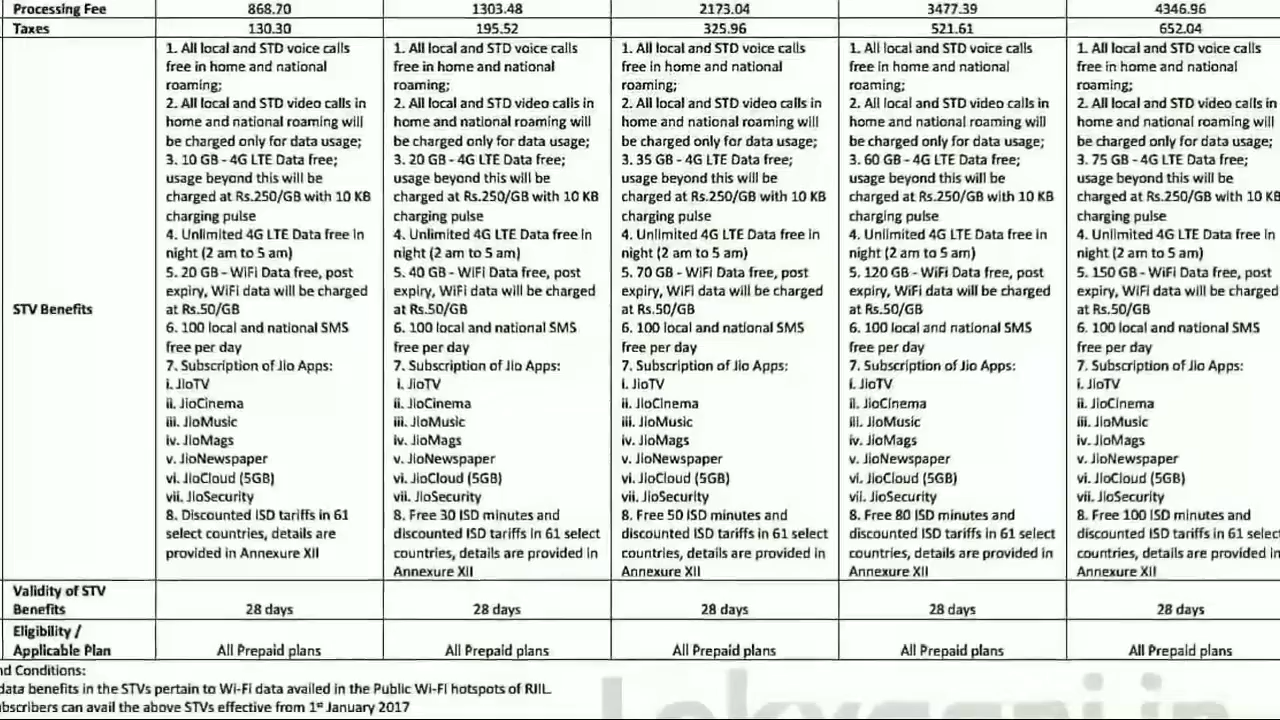 Processing Fee 868.70 1303.48 2173.04 3477.39 4346.96
Taxes 130.30 195.52 325.96 521.61 652.04
STV Benefits
1. All local and STD voice calls
free in home and national
roaming;
2. All local and STD video calls in
home and national roaming will
be charged only for data usage;
3. 10 GB - 4G LTE Data free;
usage beyond this will be
charged at Rs.250/GB with 10 KB
charging pulse
4. Unlimited 4G LTE Data free in
night (2 am to 5 am)
5. 20 GB - WiFi Data free, post
expiry, WiFi data will be charged
at Rs.50/GB
6. 100 local and national SMS
free per day
7. Subscription of Jio Apps:
i. JioTV
ii. JioCinema
iii. JioMusic
iv. JioMags
v. JioNewspaper
vi. JioCloud (5GB)
vii. JioSecurity
8. Discounted ISD tariffs in 61
select countries, details are
provided in Annexure XII
1. All local and STD voice calls
free in home and national
roaming;
2. All local and STD video calls in
home and national roaming will
be charged only for data usage;
3. 20 GB - 4G LTE Data free;
usage beyond this will be
charged at Rs.250/GB with 10 KB
charging pulse
4. Unlimited 4G LTE Data free in
night (2 am to 5 am)
5. 40 GB - WiFi Data free, post
expiry, WiFi data will be charged
at Rs.50/GB
6. 100 local and national SMS
free per day
7. Subscription of Jio Apps:
i. JioTV
ii. JioCinema
iii. JioMusic
iv. JioMags
v. JioNewspaper
vi. JioCloud (5GB)
vii. JioSecurity
8. Free 30 ISD minutes and
discounted ISD tariffs in 61 select
countries, details are provided in
Annexure XII
1. All local and STD voice calls
free in home and national
roaming;
2. All local and STD video calls in
home and national roaming will
be charged only for data usage;
3. 35 GB - 4G LTE Data free;
usage beyond this will be
charged at Rs.250/GB with 10 KB
charging pulse
4. Unlimited 4G LTE Data free in
night (2 am to 5 am)
5. 70 GB - WiFi Data free, post
expiry, WiFi data will be charged
at Rs.50/GB
6. 100 local and national SMS
free per day
7. Subscription of Jio Apps:
i. JioTV
ii. JioCinema
iii. JioMusic
iv. JioMags
v. JioNewspaper
vi. JioCloud (5GB)
vii. JioSecurity
8. Free 50 ISD minutes and
discounted ISD tariffs in 61 select
countries, details are provided in
Annexure XII
1. All local and STD voice calls
free in home and national
roaming;
2. All local and STD video calls in
home and national roaming will
be charged only for data usage;
3. 60 GB - 4G LTE Data free;
usage beyond this will be
charged at Rs.250/GB with 10 KB
charging pulse
4. Unlimited 4G LTE Data free in
night (2 am to 5 am)
5. 120 GB - WiFi Data free, post
expiry, WiFi data will be charged
at Rs.50/GB
6. 100 local and national SMS
free per day
7. Subscription of Jio Apps:
i. JioTV
ii. JioCinema
iii. JioMusic
iv. JioMags
v. JioNewspaper
vi. JioCloud (5GB)
vii. JioSecurity
8. Free 80 ISD minutes and
discounted ISD tariffs in 61 select
countries, details are provided in
Annexure XII
1. All local and STD voice calls
free in home and national
roaming;
2. All local and STD video calls in
home and national roaming will
be charged only for data usage;
3. 75 GB - 4G LTE Data free;
usage beyond this will be
charged at Rs.250/GB with 10 KB
charging pulse
4. Unlimited 4G LTE Data free in
night (2 am to 5 am)
5. 150 GB - WiFi Data free, post
expiry, WiFi data will be charged
at Rs.50/GB
6. 100 local and national SMS
free per day
7. Subscription of Jio Apps:
i. JioTV
ii. JioCinema
iii. JioMusic
iv. JioMags
v. JioNewspaper
vi. JioCloud (5GB)
vii. JioSecurity
8. Free 100 ISD minutes and
discounted ISD tariffs in 61 select
countries, details are provided in
Annexure XII
Validity of STV
Benefits 28 days 28 days 28 days 28 days 28 days
Eligibility /
Applicable Plan All Prepaid plans All Prepaid plans All Prepaid plans All Prepaid plans All Prepaid plans
nd Conditions:
data benefits in the STVs pertain to Wi-Fi data availed in the Public Wi-Fi hotspots of RJIL.
bscribers can avail the above STVs effective from 1st January 2017